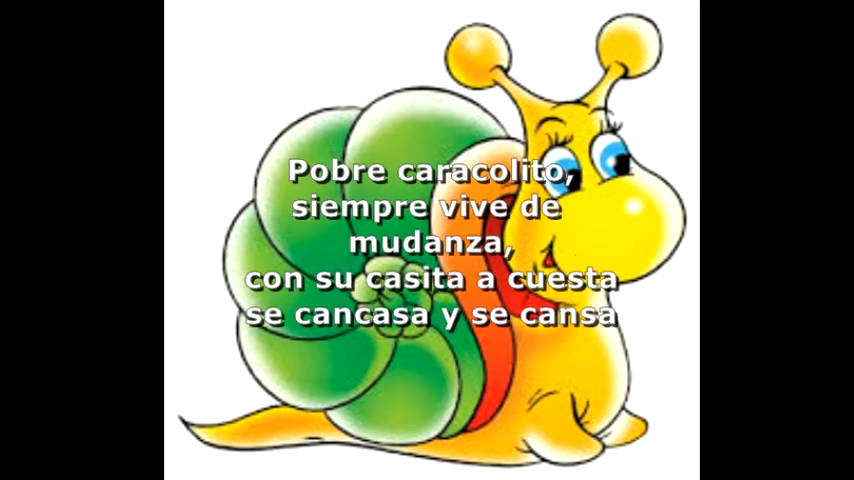 Pobre caracolito,
siempre vive de
mudanza,
con su casita a cuesta
se cancasa y se cansa